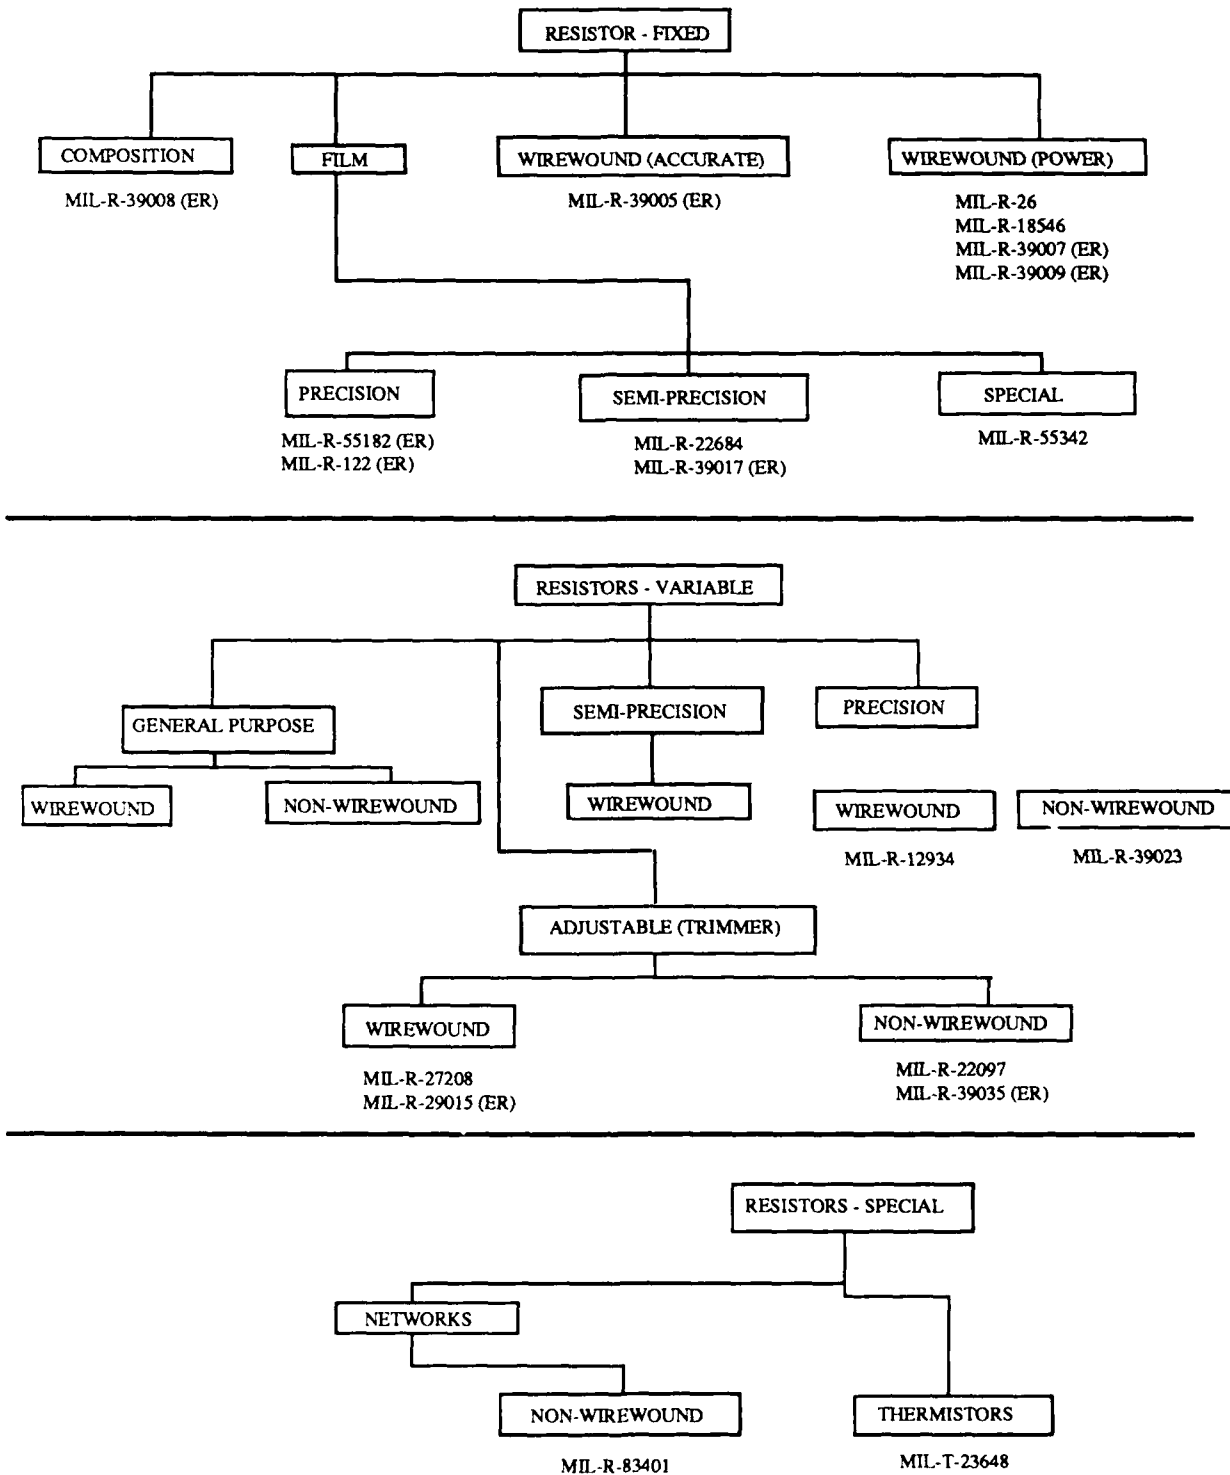 RESISTOR - FIXED
COMPOSITION
FILM
WIREWOUND (ACCURATE)
WIREWOUND (POWER)
MIL-R-39008 (ER)
MIL-R-39005 (ER)
MIL-R-26
MIL-R-18546
MIL-R-39007 (ER)
MIL-R-39009 (ER)
PRECISION
SEMI-PRECISION
SPECIAL
MIL-R-55182 (ER)
MIL-R-122 (ER)
MIL-R-22684
MIL-R-39017 (ER)
MIL-R-55342
RESISTORS - VARIABLE
GENERAL PURPOSE
SEMI-PRECISION
PRECISION
WIREWOUND
NON-WIREWOUND
WIREWOUND
WIREWOUND
NON-WIREWOUND
MIL-R-12934
MIL-R-39023
ADJUSTABLE (TRIMMER)
WIREWOUND
NON-WIREWOUND
MIL-R-27208
MIL-R-29015 (ER)
MIL-R-22097
MIL-R-39035 (ER)
RESISTORS - SPECIAL
NETWORKS
NON-WIREWOUND
THERMISTORS
MIL-R-83401
MIL-T-23648